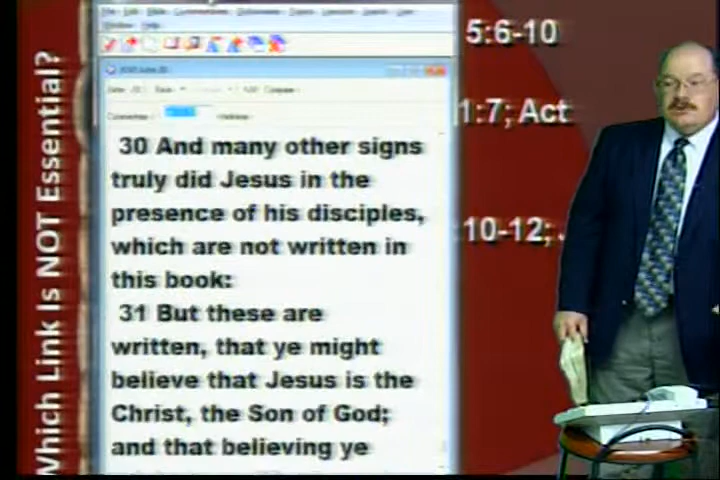 Which Link Is NOT Essential?
5:6-10
1:7; Act
:10-12;
30 And many other signs
truly did Jesus in the
presence of his disciples,
which are not written in
this book:
31 But these are
written, that ye might
believe that Jesus is the
Christ, the Son of God;
and that believing ye